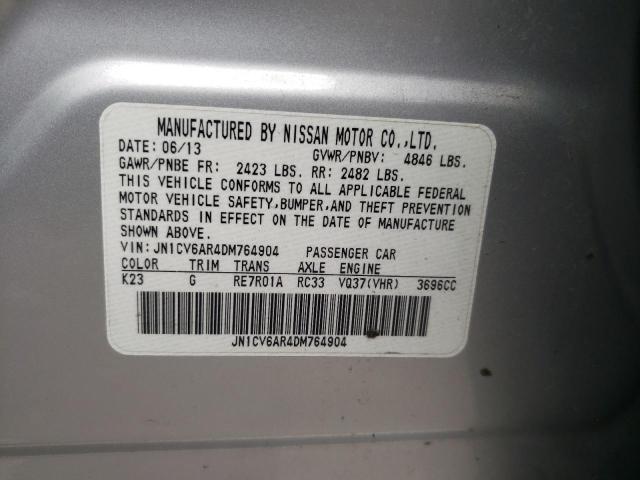 MANUFACTURED BY NISSAN MOTOR CO.,LTD.
DATE: 06/13 GVWR/PNBV: 4846 LBS.
GAWR/PNBE FR: 2423 LBS. RR: 2482 LBS.
THIS VEHICLE CONFORMS TO ALL APPLICABLE FEDERAL
MOTOR VEHICLE SAFETY,BUMPER,AND THEFT PREVENTION
STANDARDS IN EFFECT ON THE DATE OF MANUFACTURE
SHOWN ABOVE.
VIN:JN1CV6AR4DM764904 PASSENGER CAR
COLOR TRIM TRANS AXLE ENGINE
K23 G RE7R01A RC33 VQ37(VHR) 3696CC
JN1CV6AR4DM764904